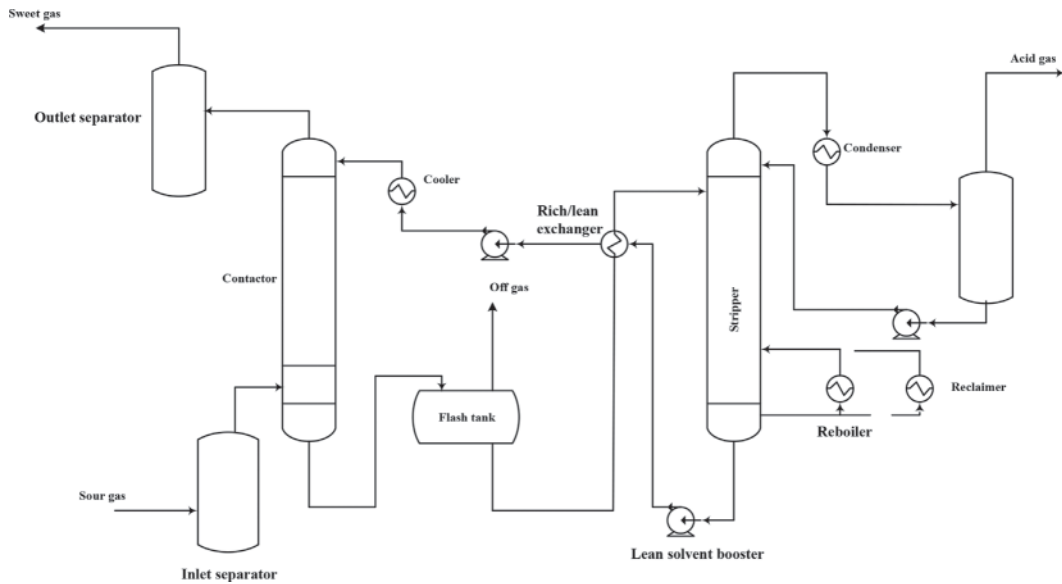 Sweet gas
Acid gas
Outlet separator
Condenser
Cooler
Rich/lean
exchanger
Contactor
Off gas
Stripper
Reclaimer
Flash tank
Reboiler
Sour gas
Lean solvent booster
Inlet separator